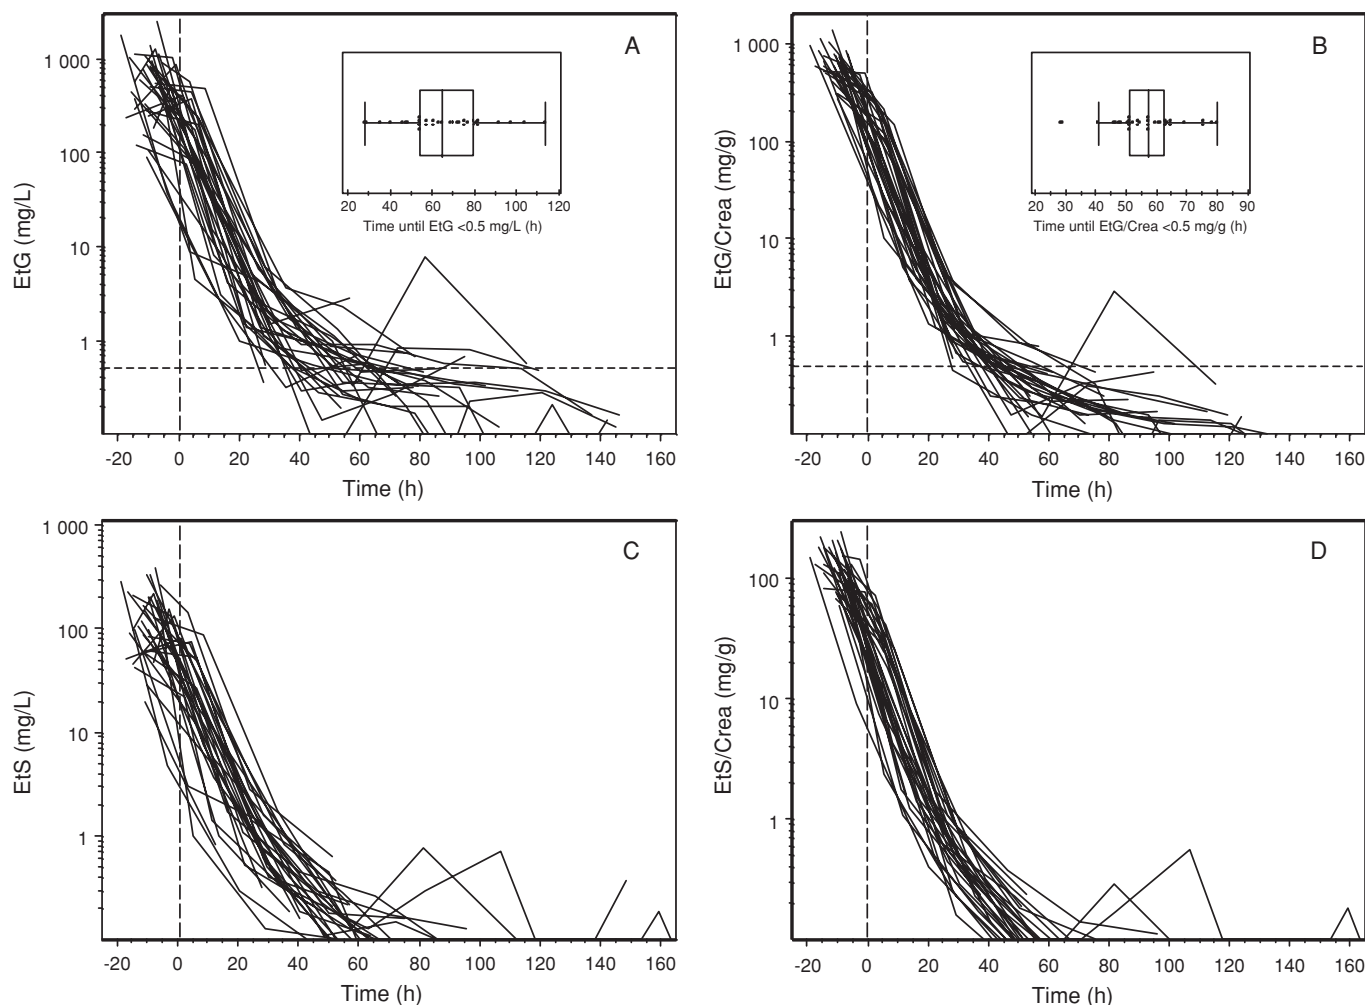 A
EtG (mg/L)
1 000
100
10
1
-20 0 20 40 60 80 100 120 140 160
Time (h)
20 40 60 80 100 120
Time until EtG <0.5 mg/L (h)
B
EtG/Crea (mg/g)
1 000
100
10
1
-20 0 20 40 60 80 100 120 140 160
Time (h)
20 30 40 50 60 70 80 90
Time until EtG/Crea <0.5 mg/g (h)
C
EtS (mg/L)
1 000
100
10
1
-20 0 20 40 60 80 100 120 140 160
Time (h)
D
EtS/Crea (mg/g)
100
10
1
-20 0 20 40 60 80 100 120 140 160
Time (h)